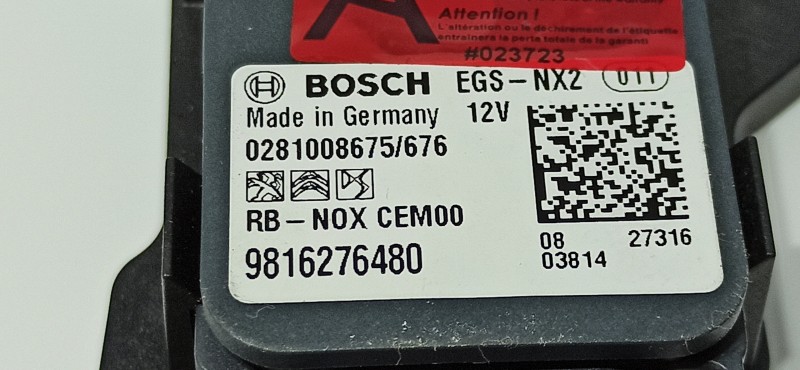 Attention !
L'altération ou le déchirement de l'étiquette
entraînera la perte totale de la garanti
#023723
BOSCH EGS-NX2 011
Made in Germany 12V
0281008675/676
RB-NOX CEM00
9816276480
08 27316
03814